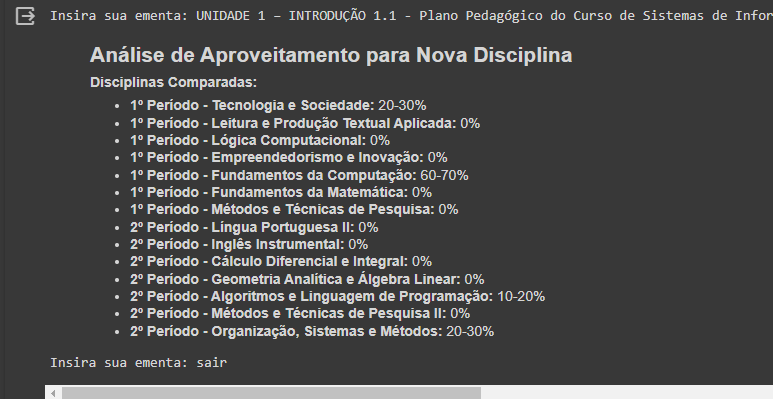 Insira sua ementa: UNIDADE 1 – INTRODUÇÃO 1.1 - Plano Pedagógico do Curso de Sistemas de Infor
Análise de Aproveitamento para Nova Disciplina
Disciplinas Comparadas:
• 1º Período - Tecnologia e Sociedade: 20-30%
• 1º Período - Leitura e Produção Textual Aplicada: 0%
• 1º Período - Lógica Computacional: 0%
• 1º Período - Empreendedorismo e Inovação: 0%
• 1º Período - Fundamentos da Computação: 60-70%
• 1º Período - Fundamentos da Matemática: 0%
• 1º Período - Métodos e Técnicas de Pesquisa: 0%
• 2º Período - Língua Portuguesa II: 0%
• 2º Período - Inglês Instrumental: 0%
• 2º Período - Cálculo Diferencial e Integral: 0%
• 2º Período - Geometria Analítica e Álgebra Linear: 0%
• 2º Período - Algoritmos e Linguagem de Programação: 10-20%
• 2º Período - Métodos e Técnicas de Pesquisa II: 0%
• 2º Período - Organização, Sistemas e Métodos: 20-30%
Insira sua ementa: sair